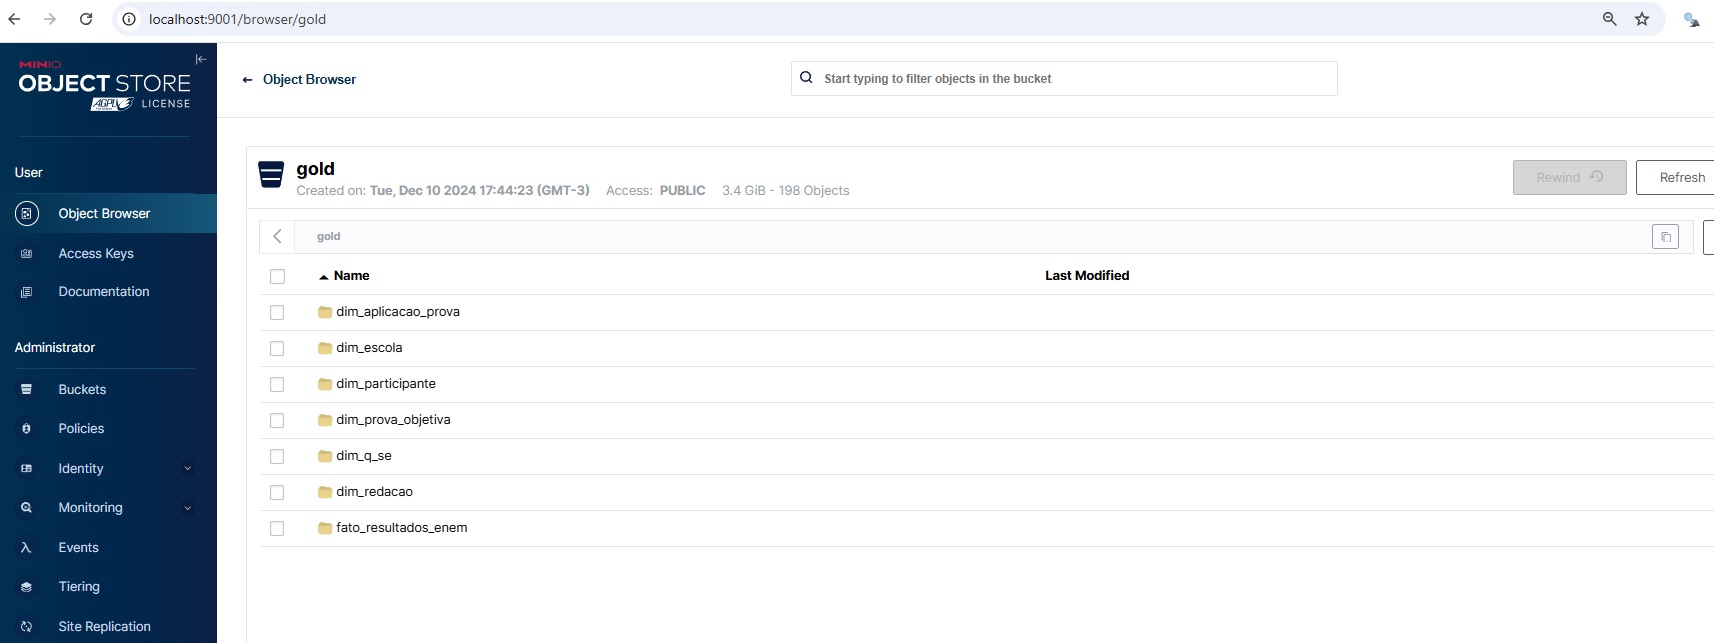 localhost:9001/browser/gold
MINIO
OBJECT STORE
AGPL LICENSE
Object Browser
Start typing to filter objects in the bucket
User
Object Browser
Access Keys
Documentation
Administrator
Buckets
Policies
Identity
Monitoring
Events
Tiering
Site Replication
gold
Created on: Tue, Dec 10 2024 17:44:23 (GMT-3) Access: PUBLIC 3.4 GiB - 198 Objects
Rewind
Refresh
gold
Name Last Modified
dim_aplicacao_prova
dim_escola
dim_participante
dim_prova_objetiva
dim_q_se
dim_redacao
fato_resultados_enem